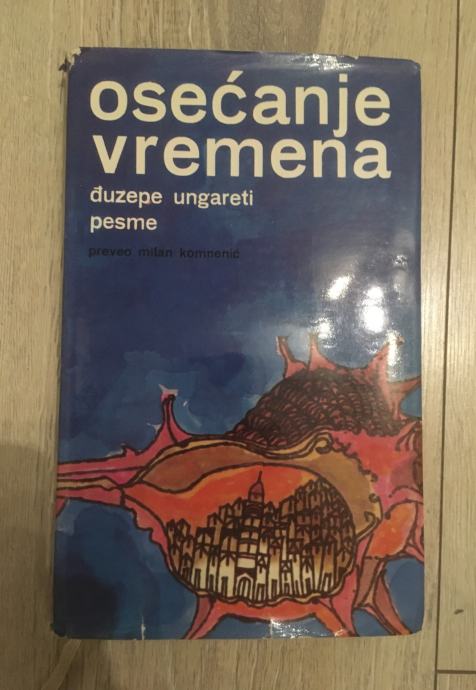 osećanje
vremena
đuzepe ungareti
pesme
preveo milan komnenić